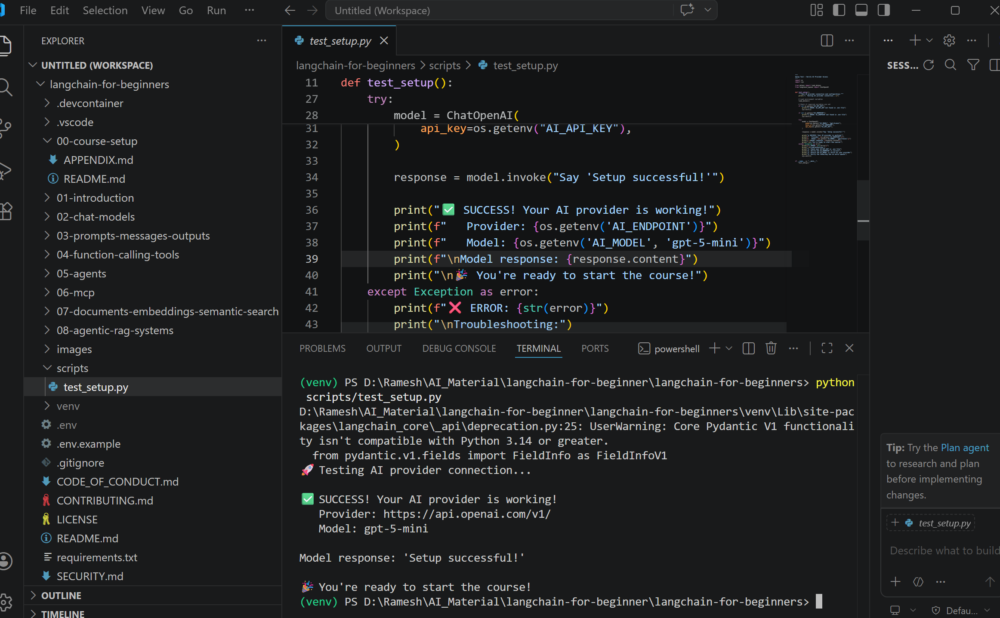 File Edit Selection View Go Run ···
Untitled (Workspace)
EXPLORER
UNTITLED (WORKSPACE)
langchain-for-beginners
.devcontainer
.vscode
00-course-setup
APPENDIX.md
README.md
01-introduction
02-chat-models
03-prompts-messages-outputs
04-function-calling-tools
05-agents
06-mcp
07-documents-embeddings-semantic-search
08-agentic-rag-systems
images
scripts
test_setup.py
venv
.env
.env.example
.gitignore
CODE_OF_CONDUCT.md
CONTRIBUTING.md
LICENSE
README.md
requirements.txt
SECURITY.md
OUTLINE
TIMELINE
test_setup.py
langchain-for-beginners > scripts > test_setup.py
11 def test_setup():
27     try:
28         model = ChatOpenAI(
31             api_key=os.getenv("AI_API_KEY"),
32         )
33
34         response = model.invoke("Say 'Setup successful!'")
35
36         print("✅ SUCCESS! Your AI provider is working!")
37         print(f"   Provider: {os.getenv('AI_ENDPOINT')}")
38         print(f"   Model: {os.getenv('AI_MODEL', 'gpt-5-mini')}")
39         print(f"\nModel response: {response.content}")
40         print("\n🎉 You're ready to start the course!")
41     except Exception as error:
42         print(f"❌ ERROR: {str(error)}")
43         print("\nTroubleshooting:")
PROBLEMS OUTPUT DEBUG CONSOLE TERMINAL PORTS
powershell
(venv) PS D:\Ramesh\AI_Material\langchain-for-beginner\langchain-for-beginners> python
 scripts/test_setup.py
D:\Ramesh\AI_Material\langchain-for-beginner\langchain-for-beginners\venv\Lib\site-pac
kages\langchain_core\_api\deprecation.py:25: UserWarning: Core Pydantic V1 functionali
ty isn't compatible with Python 3.14 or greater.
  from pydantic.v1.fields import FieldInfo as FieldInfoV1
🚀 Testing AI provider connection...
✅ SUCCESS! Your AI provider is working!
   Provider: https://api.openai.com/v1/
   Model: gpt-5-mini
Model response: 'Setup successful!'
🎉 You're ready to start the course!
(venv) PS D:\Ramesh\AI_Material\langchain-for-beginner\langchain-for-beginners>
SESS...
Tip: Try the Plan agent
to research and plan
before implementing
changes.
test_setup.py
Describe what to build
Defau...